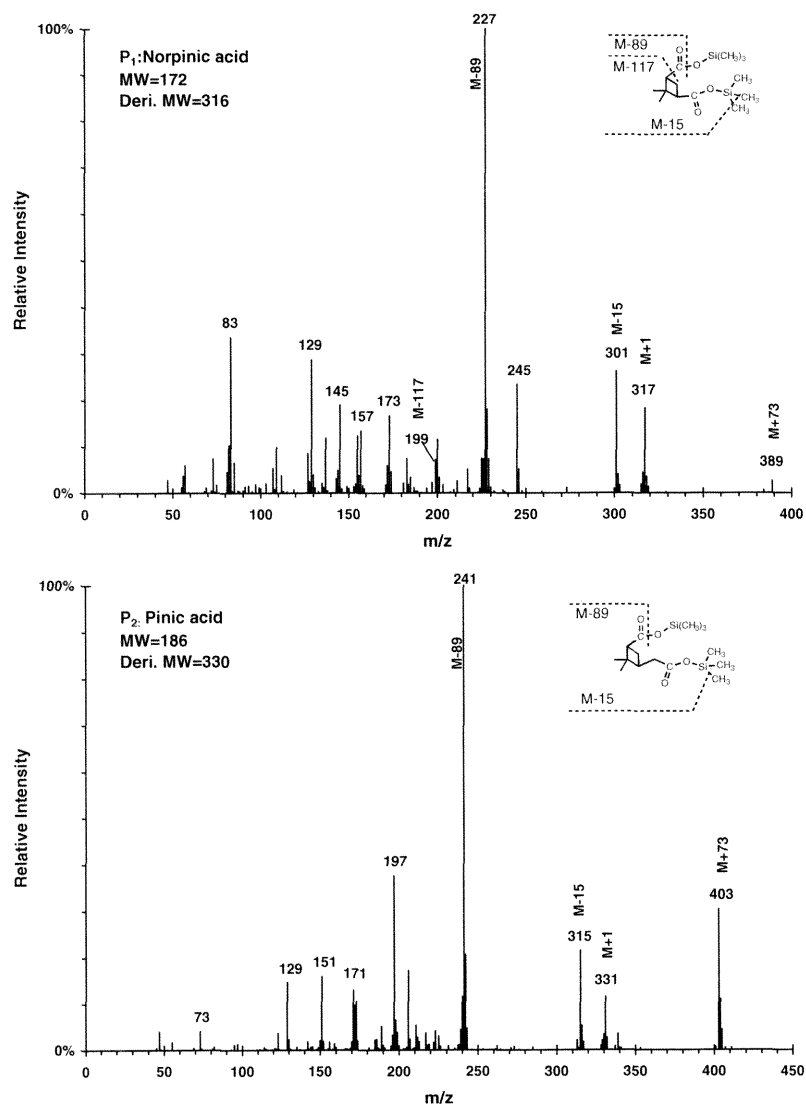 100%
P1:Norpinic acid
MW=172
Deri. MW=316
227
M-89
M-89
M-117
M-15
O
O
Si(CH3)3
C
C
O
O
Si
CH3
CH3
CH3
Relative Intensity
83
129
145
157
173
M-117
199
245
M-15
301
M+1
317
M+73
389
0%
0 50 100 150 200 250 300 350 400
m/z
100%
P2: Pinic acid
MW=186
Deri. MW=330
241
M-89
M-89
M-15
O
C
O
Si(CH3)3
C
O
O
Si
CH3
CH3
CH3
Relative Intensity
73
129
151
171
197
M-15
315
M+1
331
M+73
403
0%
0 50 100 150 200 250 300 350 400 450
m/z